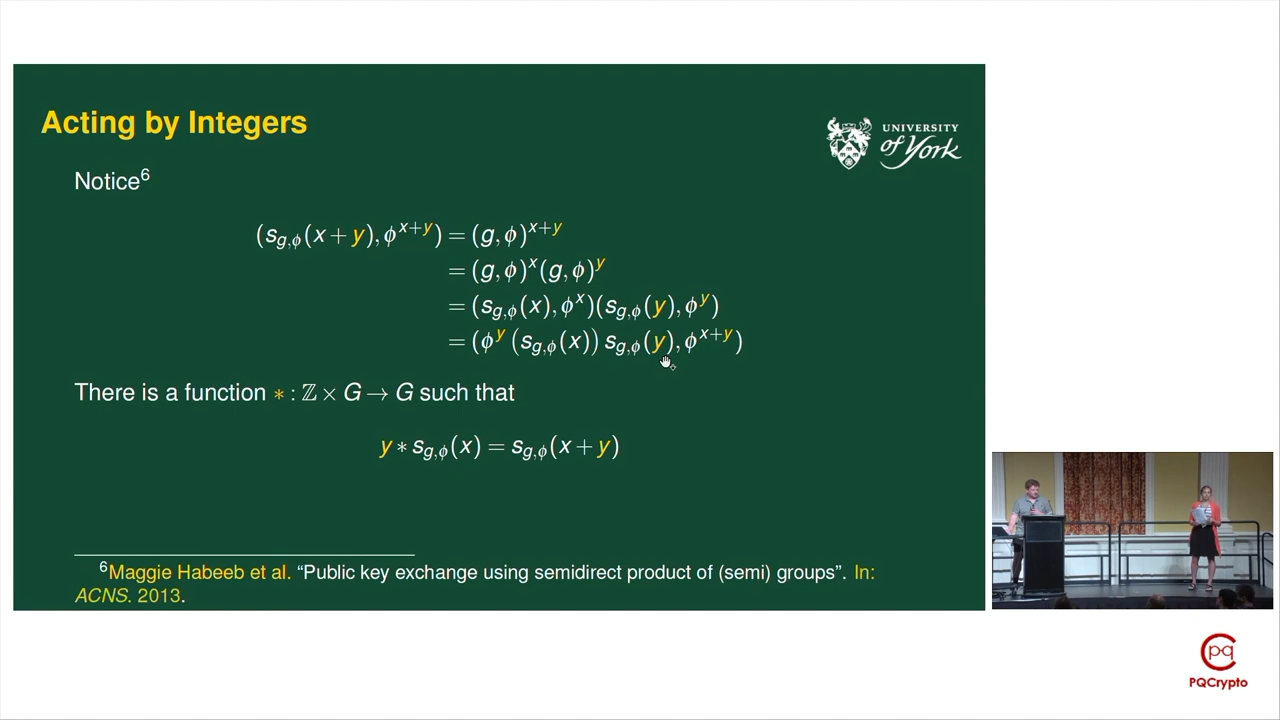 Acting by Integers
UNIVERSITY
of York
Notice⁶
(s_{g,ϕ}(x + y), ϕ^{x+y}) = (g, ϕ)^{x+y}
= (g, ϕ)^x (g, ϕ)^y
= (s_{g,ϕ}(x), ϕ^x)(s_{g,ϕ}(y), ϕ^y)
= (ϕ^y (s_{g,ϕ}(x)) s_{g,ϕ}(y), ϕ^{x+y})
There is a function ∗ : ℤ × G → G such that
y ∗ s_{g,ϕ}(x) = s_{g,ϕ}(x + y)
⁶Maggie Habeeb et al. “Public key exchange using semidirect product of (semi) groups”. In:
ACNS. 2013.
pq
PQCrypto